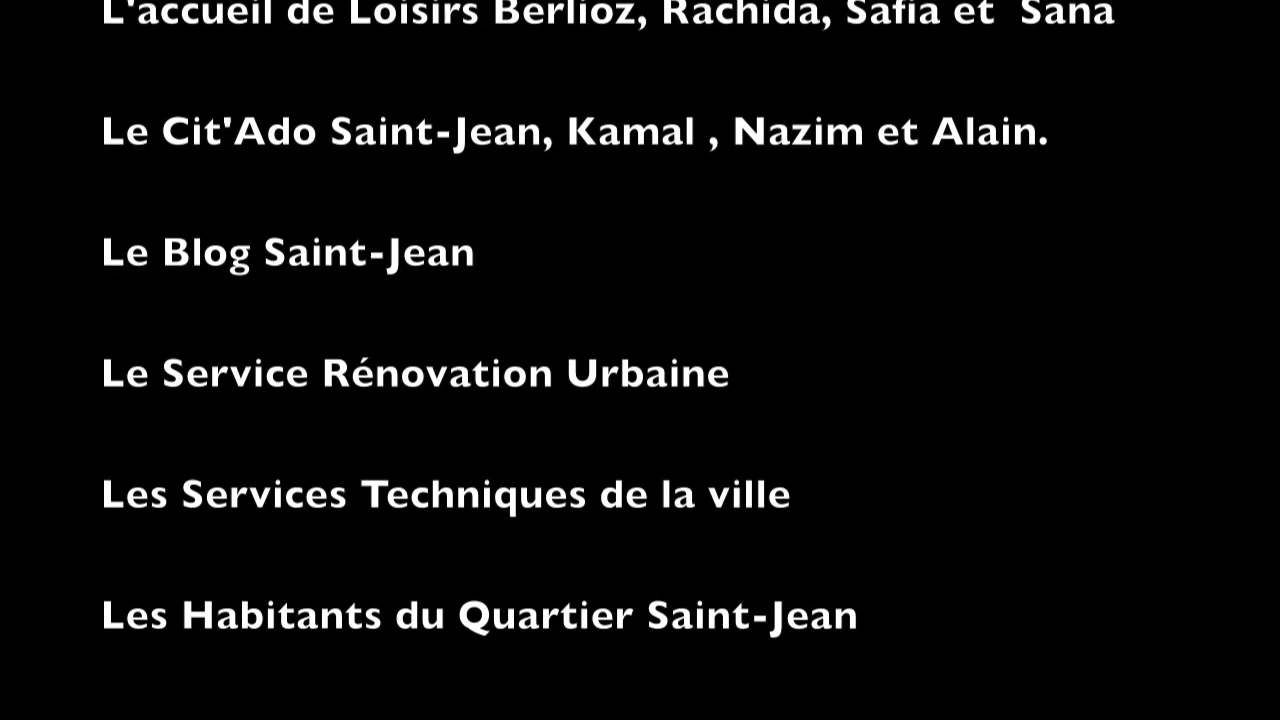 L'accueil de Loisirs Berlioz, Rachida, Safia et  Sana
Le Cit'Ado Saint-Jean, Kamal , Nazim et Alain.
Le Blog Saint-Jean
Le Service Rénovation Urbaine
Les Services Techniques de la ville
Les Habitants du Quartier Saint-Jean